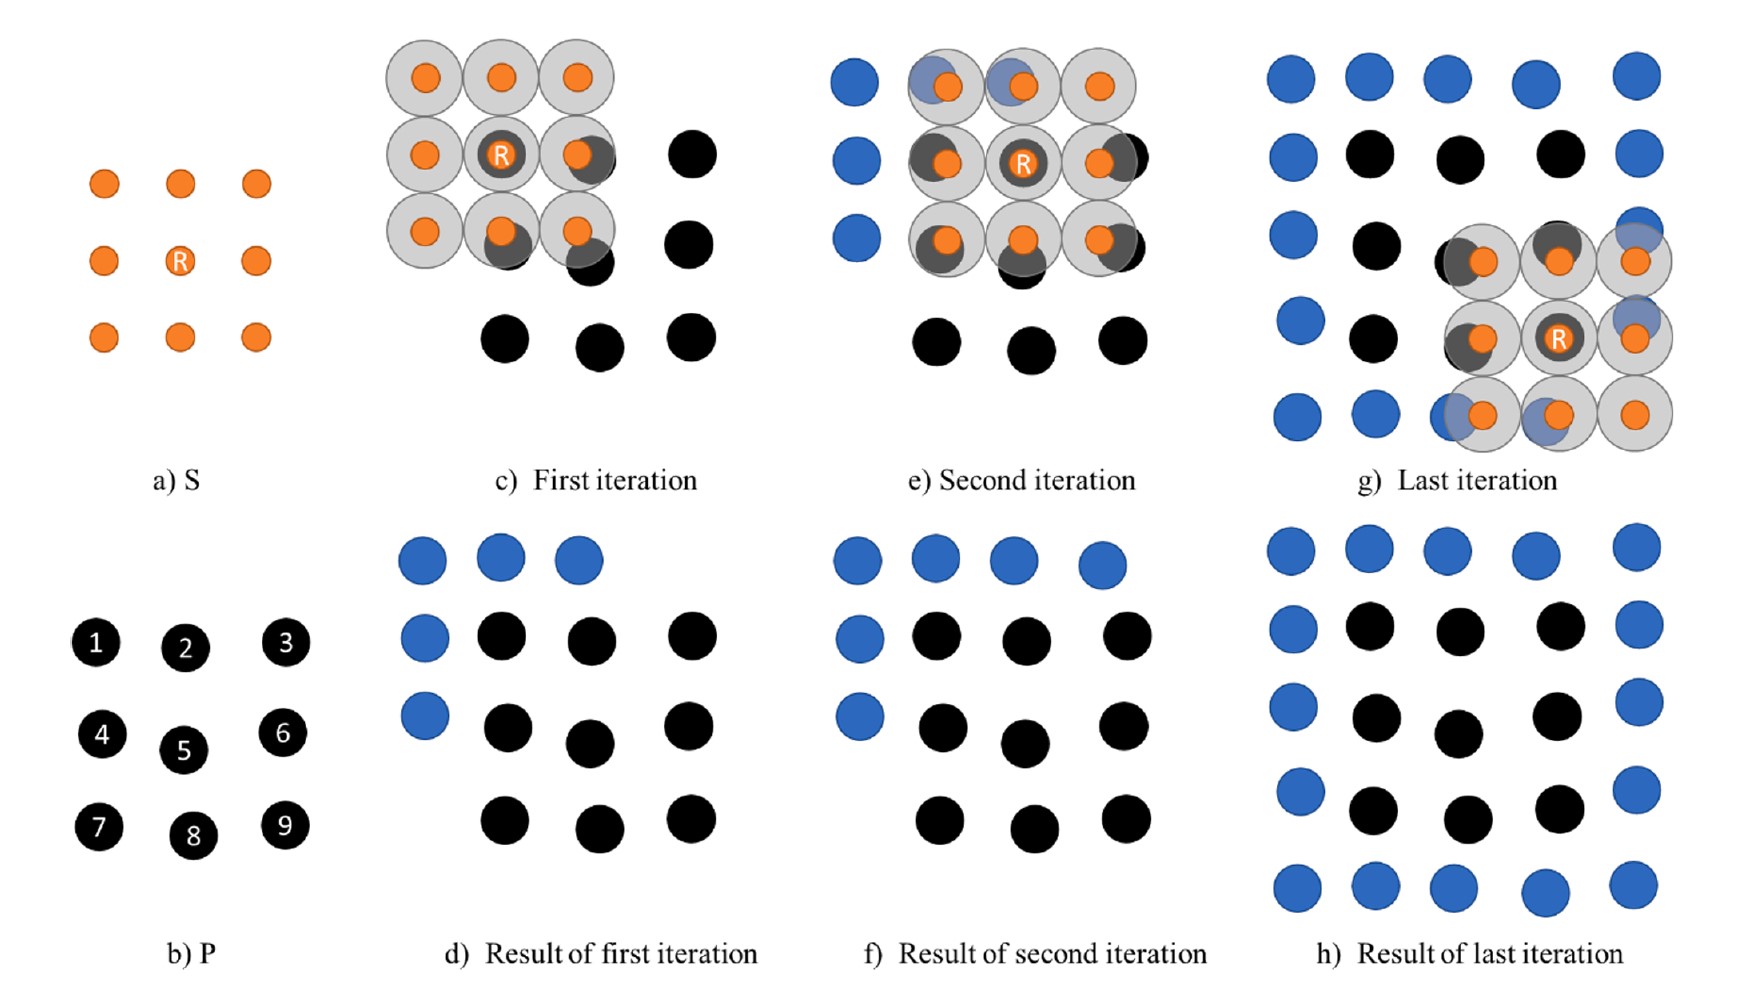 R
R
R
R
a) S
c) First iteration
e) Second iteration
g) Last iteration
1 2 3
4 5 6
7 8 9
b) P
d) Result of first iteration
f) Result of second iteration
h) Result of last iteration